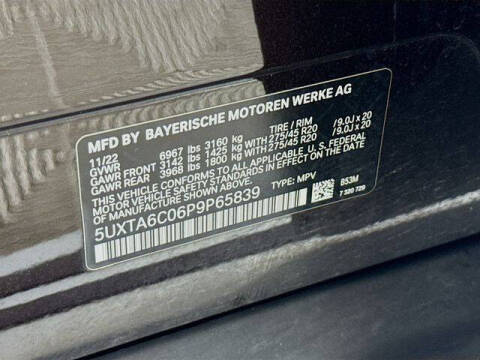 MFD BY BAYERISCHE MOTOREN WERKE AG
11/22 TIRE / RIM
GVWR 6967 lbs 3160 kg
GAWR FRONT 3142 lbs 1425 kg WITH 275/45 R20 / 9.0J x 20
GAWR REAR 3968 lbs 1800 kg WITH 275/45 R20 / 9.0J x 20
THIS VEHICLE CONFORMS TO ALL APPLICABLE U.S. FEDERAL
MOTOR VEHICLE SAFETY STANDARDS IN EFFECT ON THE DATE
OF MANUFACTURE SHOWN ABOVE.
5UXTA6C06P9P65839 TYPE: MPV B53M
7 320 729